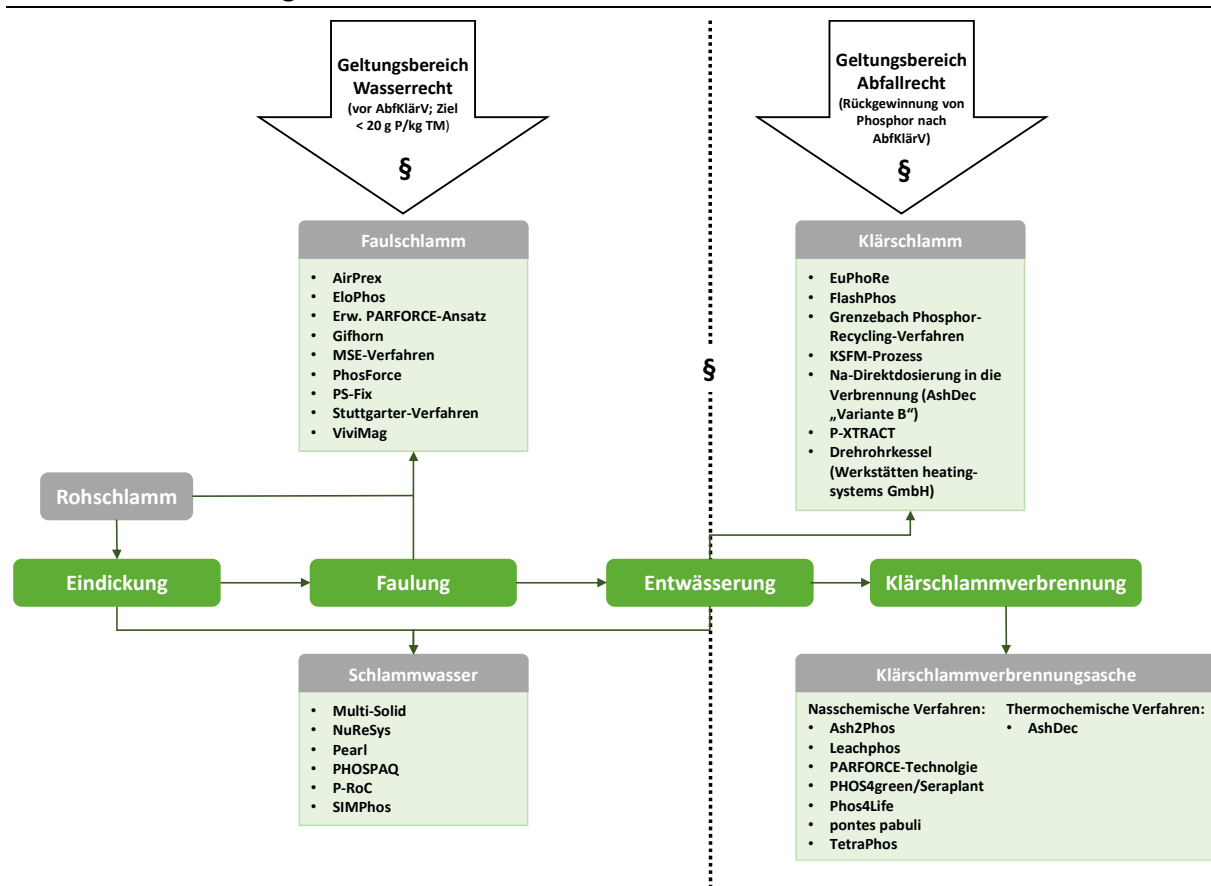 Geltungsbereich
Wasserrecht
(vor AbfKlärV; Ziel
< 20 g P/kg TM)
§
Geltungsbereich
Abfallrecht
(Rückgewinnung von
Phosphor nach
AbfKlärV)
§
Faulschlamm
• AirPrex
• EloPhos
• Erw. PARFORCE-Ansatz
• Gifhorn
• MSE-Verfahren
• PhosForce
• PS-Fix
• Stuttgarter-Verfahren
• ViviMag
§
Klärschlamm
• EuPhoRe
• FlashPhos
• Grenzebach Phosphor-
Recycling-Verfahren
• KSFM-Prozess
• Na-Direktdosierung in die
Verbrennung (AshDec
„Variante B“)
• P-XTRACT
• Drehrohrkessel
(Werkstätten heating-
systems GmbH)
Rohschlamm
Eindickung
Faulung
Entwässerung
Klärschlammverbrennung
Schlammwasser
• Multi-Solid
• NuReSys
• Pearl
• PHOSPAQ
• P-RoC
• SIMPhos
Klärschlammverbrennungsasche
Nasschemische Verfahren:
• Ash2Phos
• Leachphos
• PARFORCE-Technolgie
• PHOS4green/Seraplant
• Phos4Life
• pontes pabuli
• TetraPhos
Thermochemische Verfahren:
• AshDec